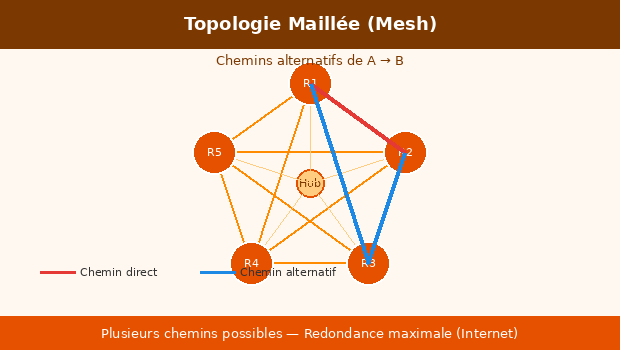 Topologie Maillée (Mesh)
Chemins alternatifs de A → B
R1
R5
R2
Hub
R4
R3
Chemin direct
Chemin alternatif
Plusieurs chemins possibles — Redondance maximale (Internet)